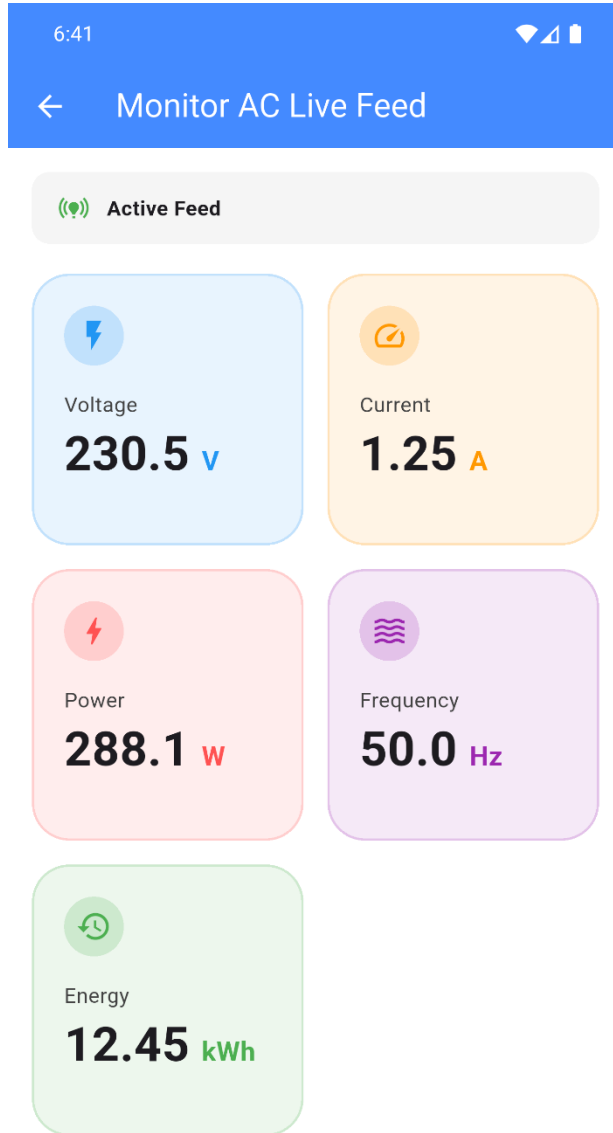 6:41
Monitor AC Live Feed
Active Feed
Voltage
230.5 V
Current
1.25 A
Power
288.1 W
Frequency
50.0 Hz
Energy
12.45 kWh